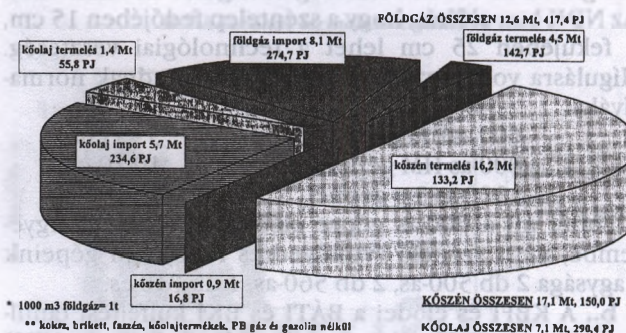 FÖLDGÁZ ÖSSZESEN 12,6 Mt, 417,4 PJ
kőolaj termelés 1,4 Mt
55,8 PJ
földgáz import 8,1 Mt
274,7 PJ
földgáz termelés 4,5 Mt
142,7 PJ
kőolaj import 5,7 Mt
234,6 PJ
kőszén termelés 16,2 Mt
133,2 PJ
kőszén import 0,9 Mt
16,8 PJ
* 1000 m3 földgáz= 1t
** koksz, brikett, faszén, kőolajtermékek, PB gáz és gazolin nélkül
KŐSZÉN ÖSSZESEN 17,1 Mt, 150,0 PJ
KŐOLAJ ÖSSZESEN 7,1 Mt, 290,4 PJ